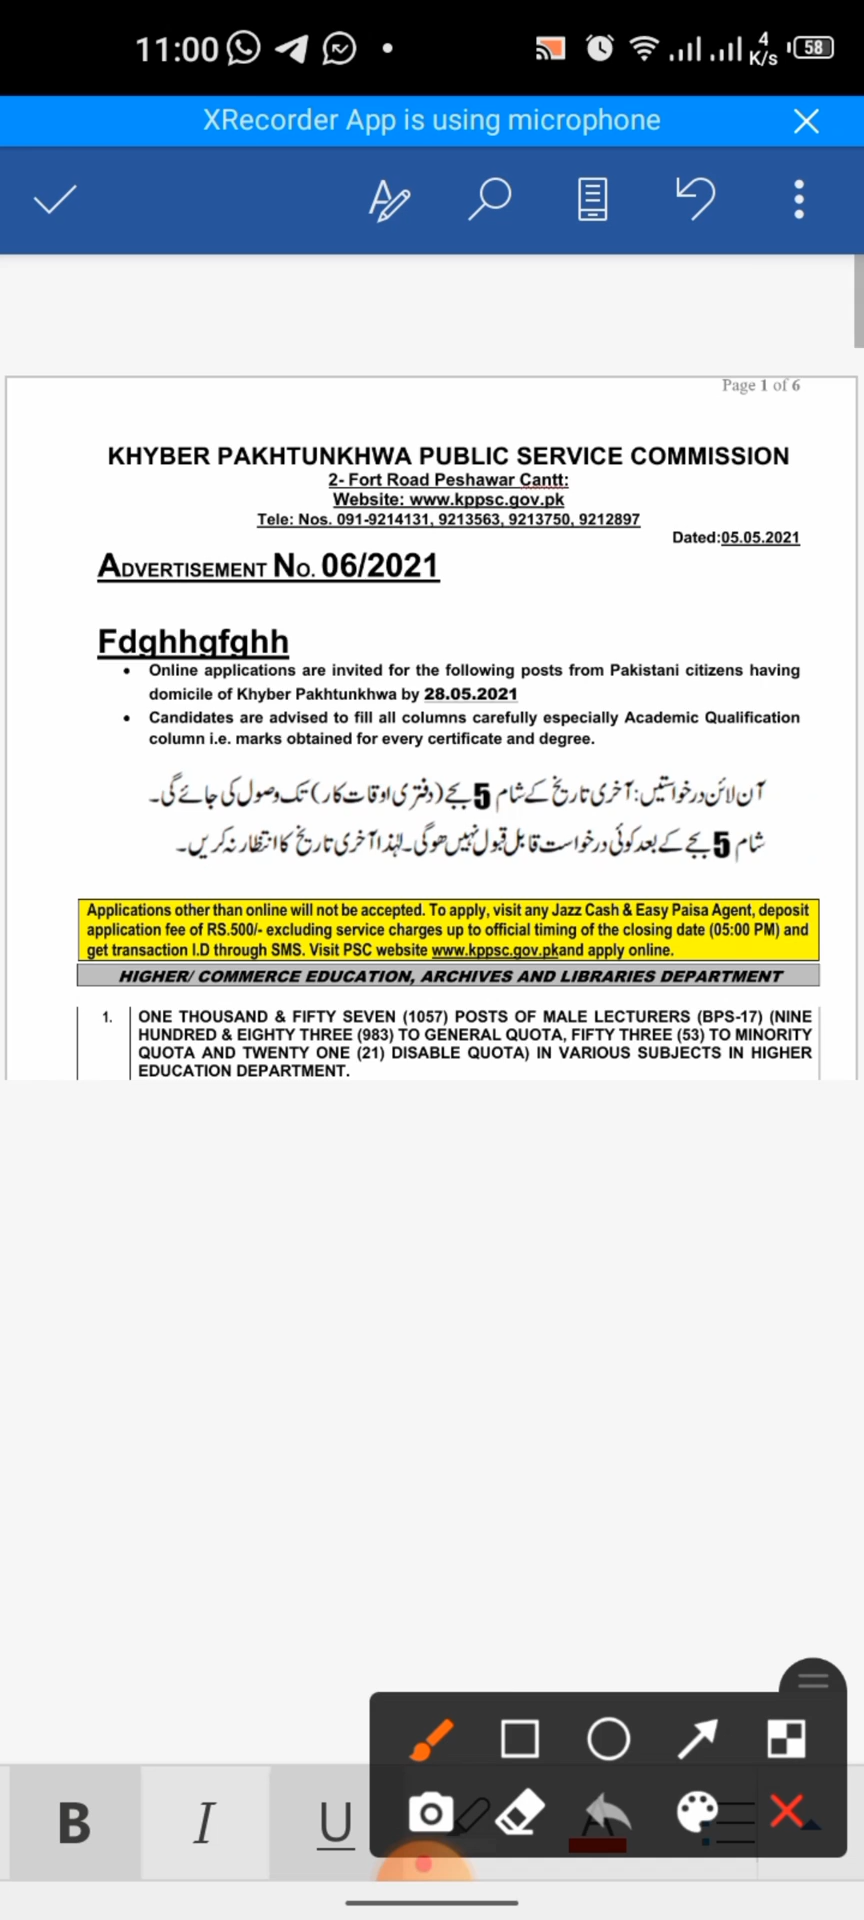 11:00
4
K/s
58
XRecorder App is using microphone
Page 1 of 6
KHYBER PAKHTUNKHWA PUBLIC SERVICE COMMISSION
2- Fort Road Peshawar Cantt:
Website: www.kppsc.gov.pk
Tele: Nos. 091-9214131, 9213563, 9213750, 9212897
Dated:05.05.2021
ADVERTISEMENT NO. 06/2021
Fdghhgfghh
• Online applications are invited for the following posts from Pakistani citizens having
domicile of Khyber Pakhtunkhwa by 28.05.2021
• Candidates are advised to fill all columns carefully especially Academic Qualification
column i.e. marks obtained for every certificate and degree.
آن لائن درخواستیں: آخری تاریخ کے شام 5 بجے (دفتری اوقات کار) تک وصول کی جائے گی۔
شام 5 بجے کے بعد کوئی درخواست قابل قبول نہیں ھوگی۔ لہٰذا آخری تاریخ کا انتظار نہ کریں۔
Applications other than online will not be accepted. To apply, visit any Jazz Cash & Easy Paisa Agent, deposit
application fee of RS.500/- excluding service charges up to official timing of the closing date (05:00 PM) and
get transaction I.D through SMS. Visit PSC website www.kppsc.gov.pkand apply online.
HIGHER/ COMMERCE EDUCATION, ARCHIVES AND LIBRARIES DEPARTMENT
1. ONE THOUSAND & FIFTY SEVEN (1057) POSTS OF MALE LECTURERS (BPS-17) (NINE
HUNDRED & EIGHTY THREE (983) TO GENERAL QUOTA, FIFTY THREE (53) TO MINORITY
QUOTA AND TWENTY ONE (21) DISABLE QUOTA) IN VARIOUS SUBJECTS IN HIGHER
EDUCATION DEPARTMENT.
B I U A